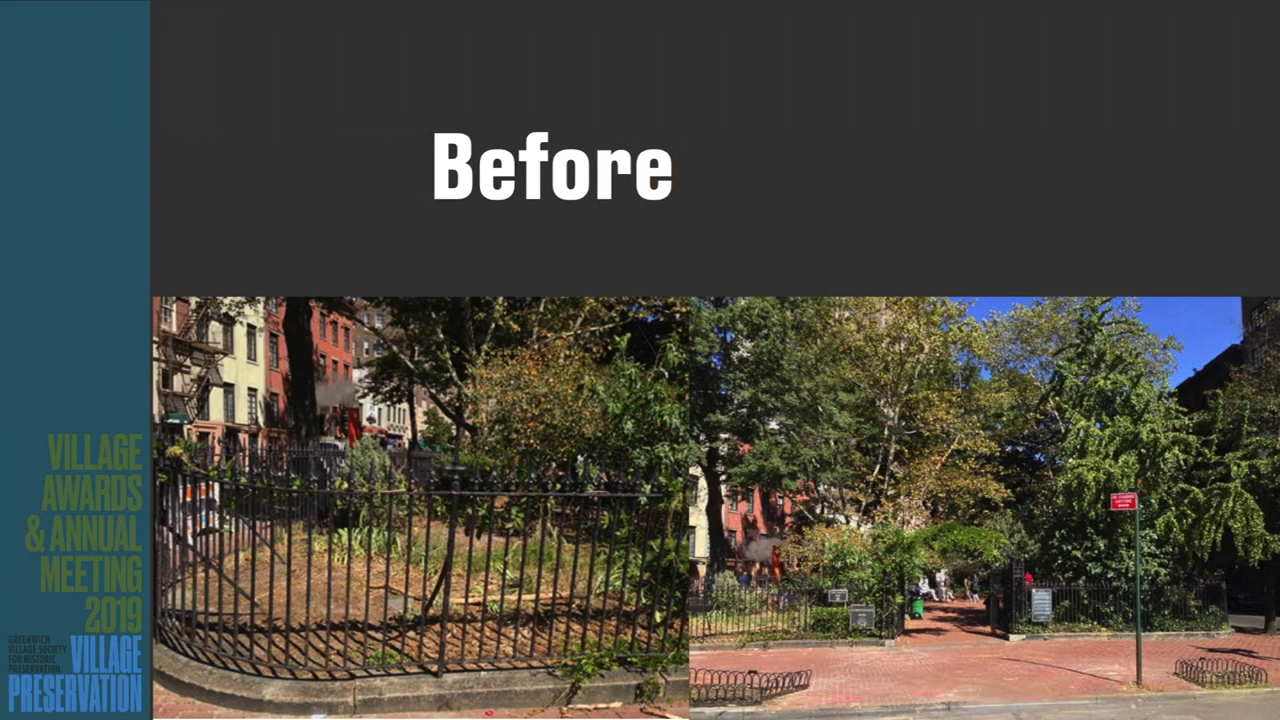 Before
VILLAGE
AWARDS
& ANNUAL
MEETING
2019
GREENWICH
VILLAGE SOCIETY
FOR HISTORIC
PRESERVATION
VILLAGE
PRESERVATION